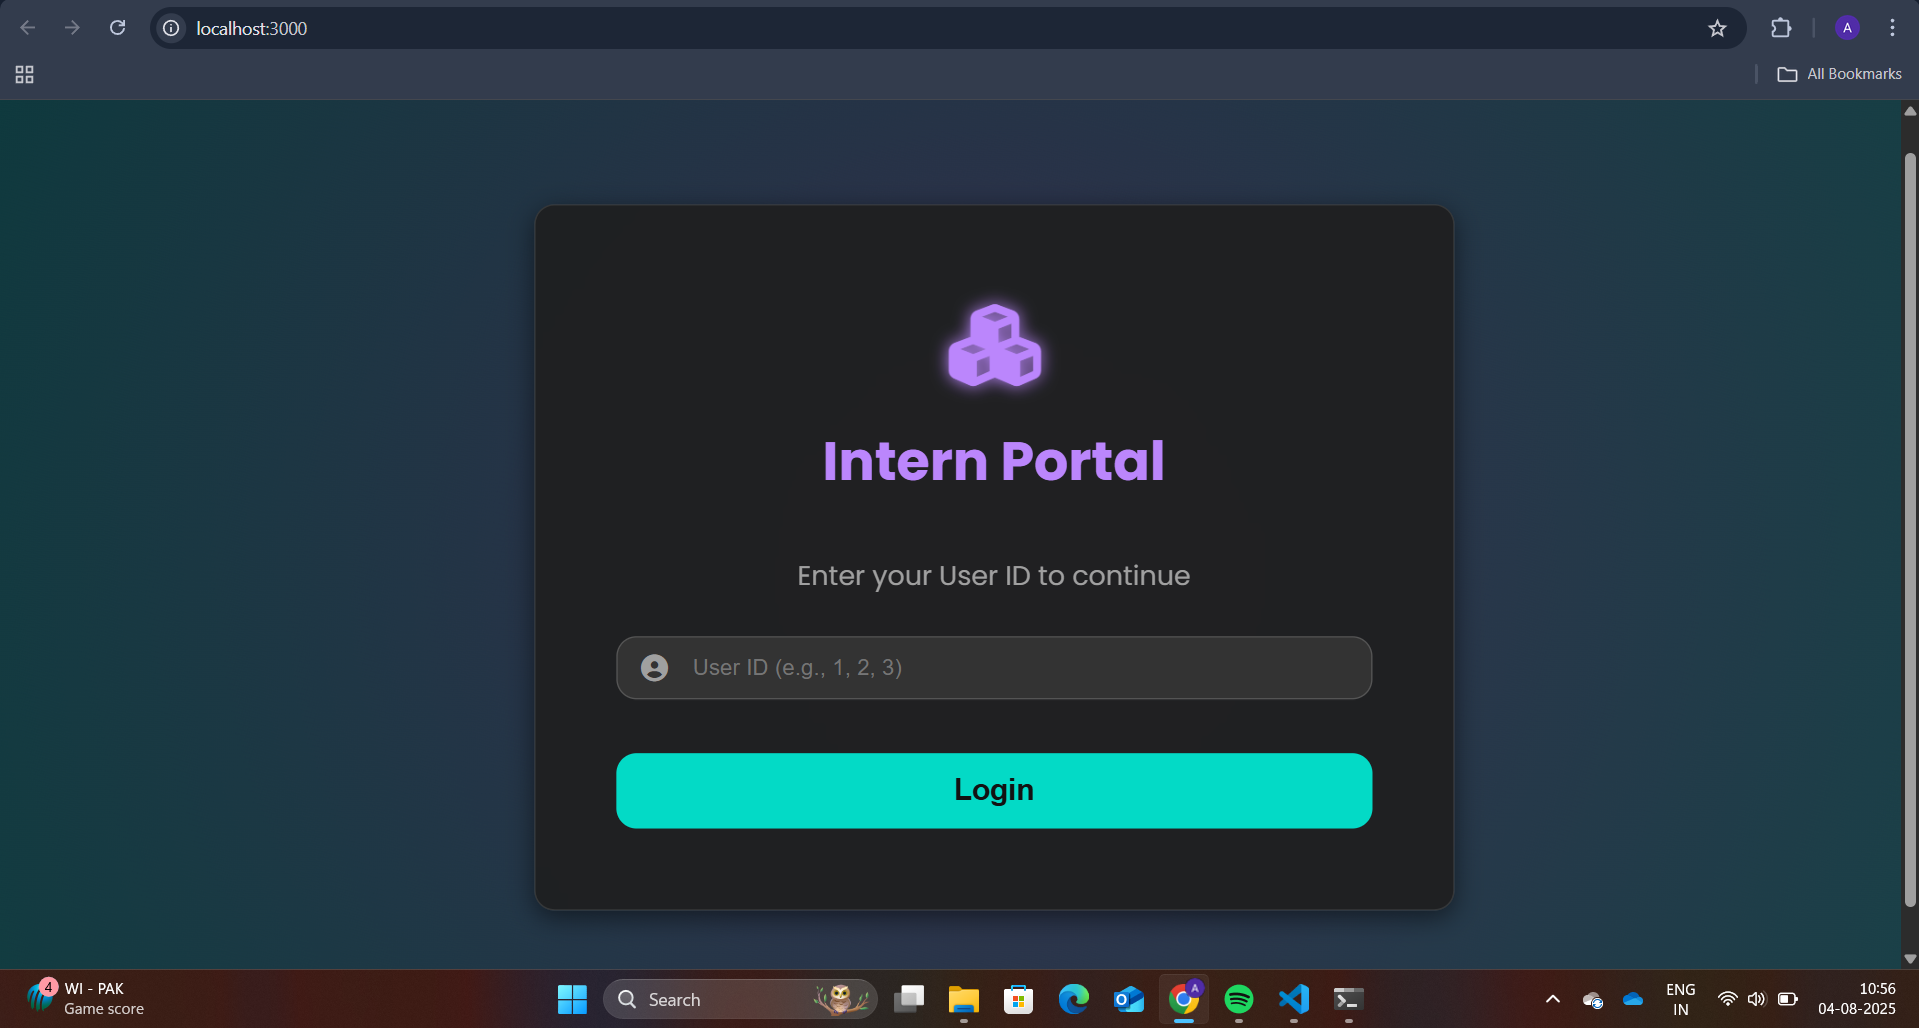 localhost:3000
A
All Bookmarks
Intern Portal
Enter your User ID to continue
User ID (e.g., 1, 2, 3)
Login
4
WI - PAK
Game score
Search
A
ENG
IN
10:56
04-08-2025